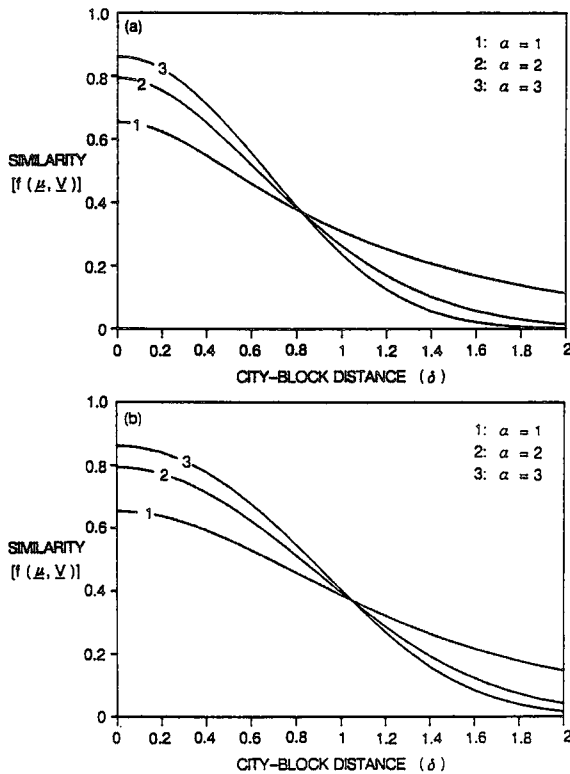 (a)
1.0
1: α = 1
2: α = 2
3: α = 3
3
2
1
0.8
0.6
SIMILARITY
[f (μ, V)]
0.4
0.2
0
0 0.2 0.4 0.6 0.8 1 1.2 1.4 1.6 1.8 2
CITY-BLOCK DISTANCE (δ)
(b)
1.0
1: α = 1
2: α = 2
3: α = 3
3
2
1
0.8
0.6
SIMILARITY
[f (μ, V)]
0.4
0.2
0
0 0.2 0.4 0.6 0.8 1 1.2 1.4 1.6 1.8 2
CITY-BLOCK DISTANCE (δ)